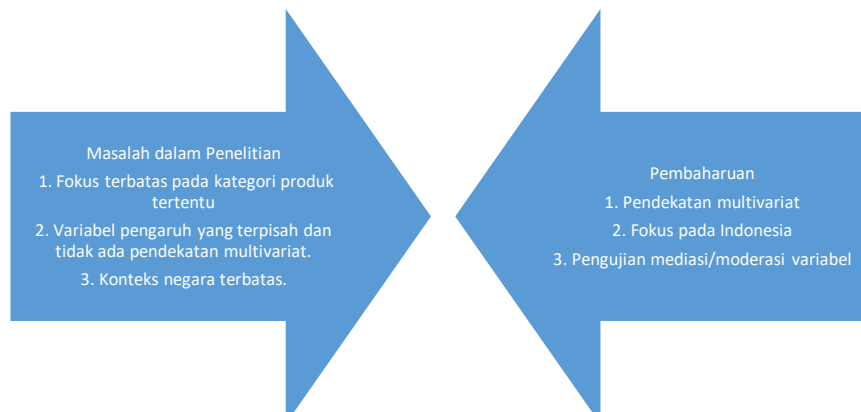 Masalah dalam Penelitian
1. Fokus terbatas pada kategori produk
tertentu
2. Variabel pengaruh yang terpisah dan
tidak ada pendekatan multivariat.
3. Konteks negara terbatas.
Pembaharuan
1. Pendekatan multivariat
2. Fokus pada Indonesia
3. Pengujian mediasi/moderasi variabel